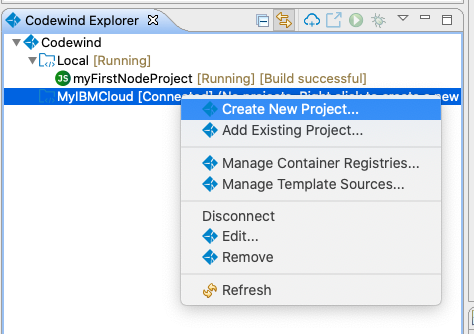 Codewind Explorer
Codewind
Local [Running]
JS myFirstNodeProject [Running] [Build successful]
MyIBMCloud [Connected] (No projects. Right click to create a new
Create New Project...
Add Existing Project...
Manage Container Registries...
Manage Template Sources...
Disconnect
Edit...
Remove
Refresh